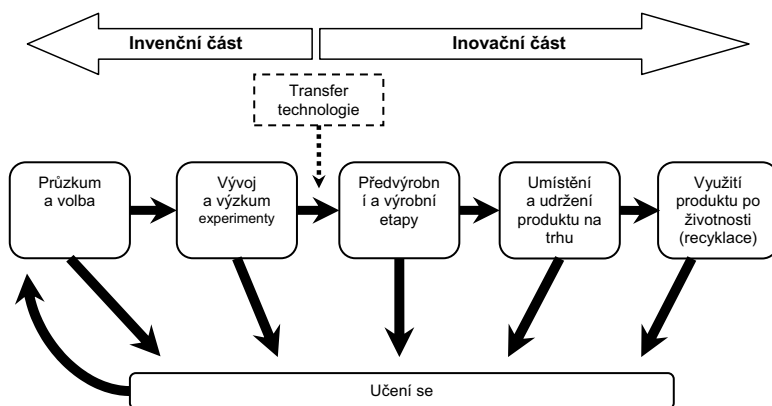 Invenční část
Inovační část
Transfer
technologie
Průzkum
a volba
Vývoj
a výzkum
experimenty
Předvýrobn
í a výrobní
etapy
Umístění
a udržení
produktu na
trhu
Využití
produktu po
životnosti
(recyklace)
Učení se